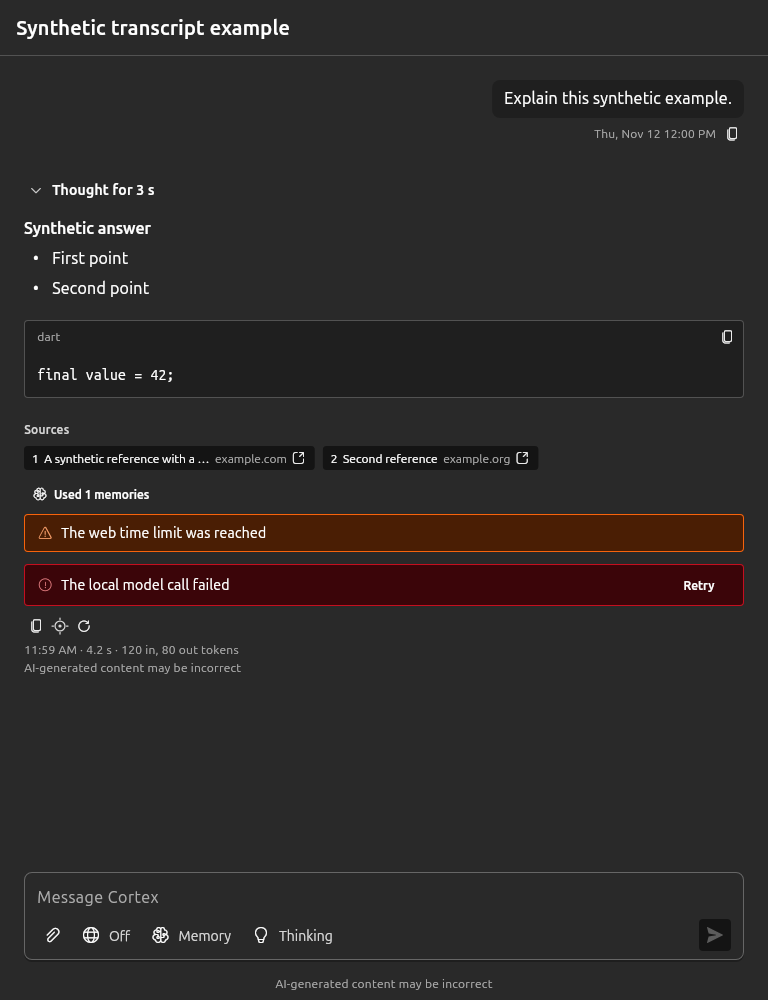 Synthetic transcript example
Explain this synthetic example.
Thu, Nov 12 12:00 PM
Thought for 3 s
Synthetic answer
• First point
• Second point
dart
final value = 42;
Sources
1 A synthetic reference with a … example.com
2 Second reference example.org
Used 1 memories
The web time limit was reached
The local model call failed
Retry
11:59 AM · 4.2 s · 120 in, 80 out tokens
AI-generated content may be incorrect
Message Cortex
Off Memory Thinking
AI-generated content may be incorrect